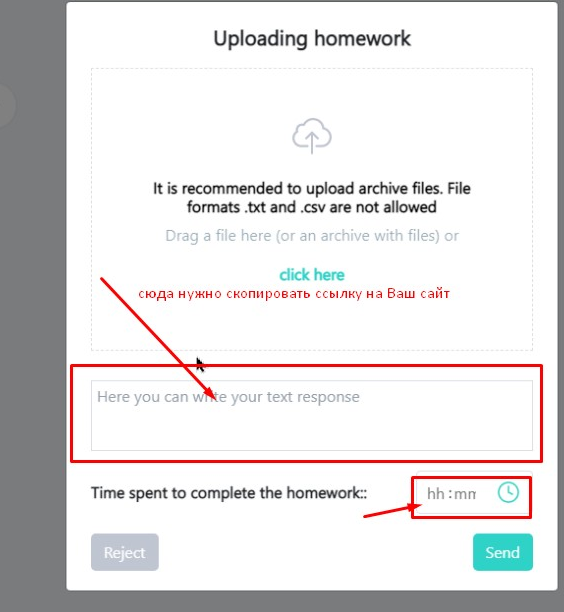 Uploading homework
It is recommended to upload archive files. File
formats .txt and .csv are not allowed
Drag a file here (or an archive with files) or
click here
сюда нужно скопировать ссылку на Ваш сайт
Here you can write your text response
Time spent to complete the homework::
hh:mm
Reject
Send